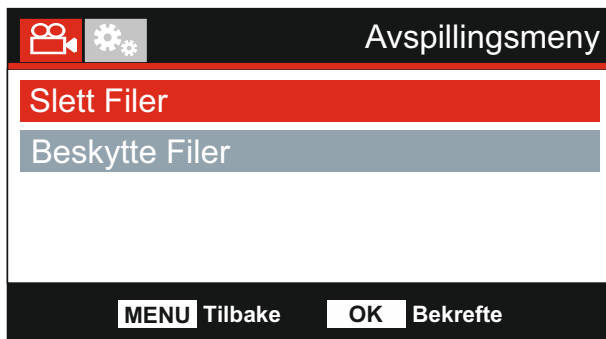 Avspillingsmeny
Slett Filer
Beskytte Filer
MENU Tilbake OK Bekrefte